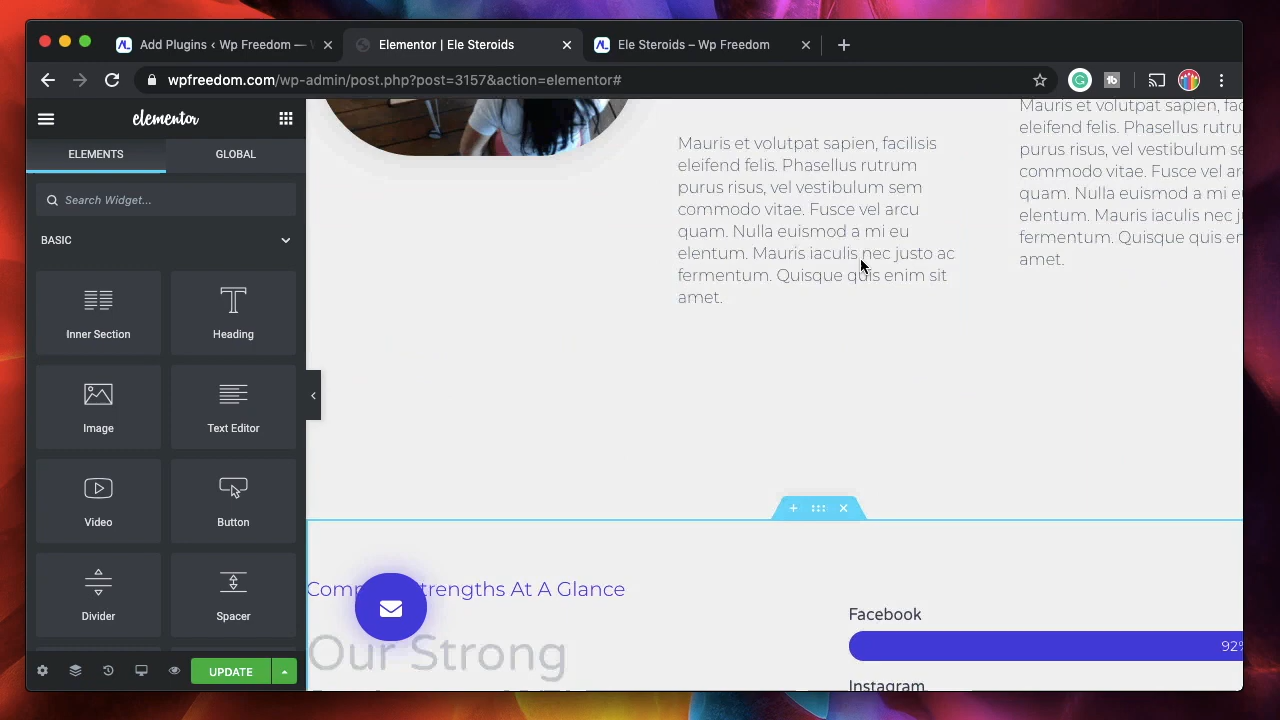 Add Plugins ‹ Wp Freedom —
Elementor | Ele Steroids
Ele Steroids – Wp Freedom
wpfreedom.com/wp-admin/post.php?post=3157&action=elementor#
elementor
ELEMENTS
GLOBAL
Search Widget...
BASIC
Inner Section
Heading
Image
Text Editor
Video
Button
Divider
Spacer
UPDATE
Mauris et volutpat sapien, facilisis
eleifend felis. Phasellus rutrum
purus risus, vel vestibulum sem
commodo vitae. Fusce vel arcu
quam. Nulla euismod a mi eu
elentum. Mauris iaculis nec justo ac
fermentum. Quisque quis enim sit
amet.
Mauris et volutpat sapien, fac
eleifend felis. Phasellus rutru
purus risus, vel vestibulum se
commodo vitae. Fusce vel ar
quam. Nulla euismod a mi e
elentum. Mauris iaculis nec j
fermentum. Quisque quis en
amet.
Strengths At A Glance
Our Strong
Facebook
92%
Instagram